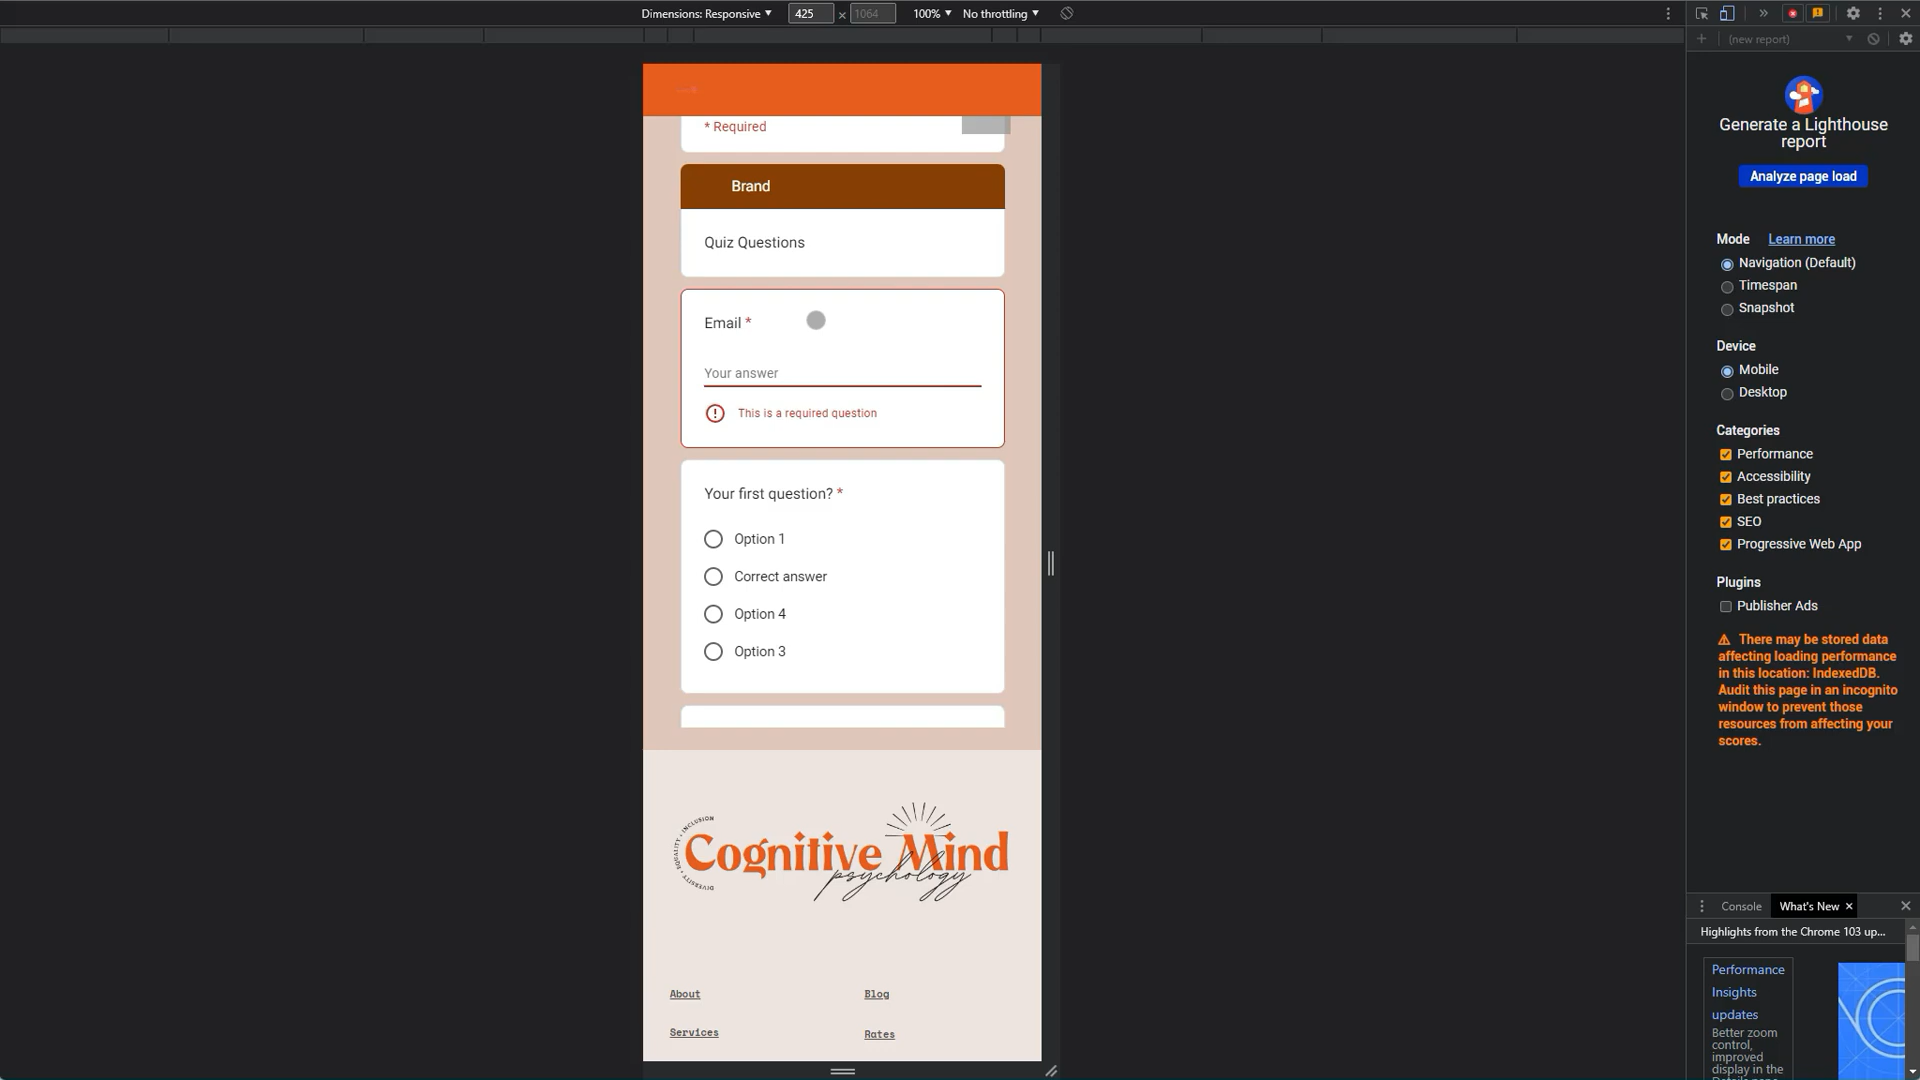 Dimensions: Responsive 425 × 1064 100% No throttling
(new report)
* Required
Brand
Quiz Questions
Email *
Your answer
This is a required question
Your first question? *
Option 1
Correct answer
Option 4
Option 3
DIVERSITY • EQUALITY • INCLUSION
Cognitive Mind
psychology
About
Blog
Services
Rates
Generate a Lighthouse
report
Analyze page load
Mode Learn more
Navigation (Default)
Timespan
Snapshot
Device
Mobile
Desktop
Categories
Performance
Accessibility
Best practices
SEO
Progressive Web App
Plugins
Publisher Ads
There may be stored data
affecting loading performance
in this location: IndexedDB.
Audit this page in an incognito
window to prevent those
resources from affecting your
scores.
Console What's New
Highlights from the Chrome 103 up...
Performance
Insights
updates
Better zoom
control,
improved
display in the